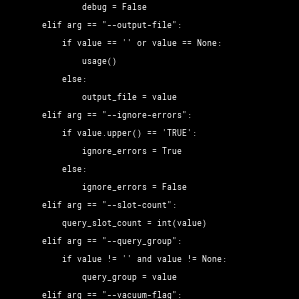 debug = False
elif arg == "--output-file":
if value == '' or value == None:
usage()
else:
output_file = value
elif arg == "--ignore-errors":
if value.upper() == 'TRUE':
ignore_errors = True
else:
ignore_errors = False
elif arg == "--slot-count":
query_slot_count = int(value)
elif arg == "--query_group":
if value != '' and value != None:
query_group = value
elif arg == "--vacuum-flag":